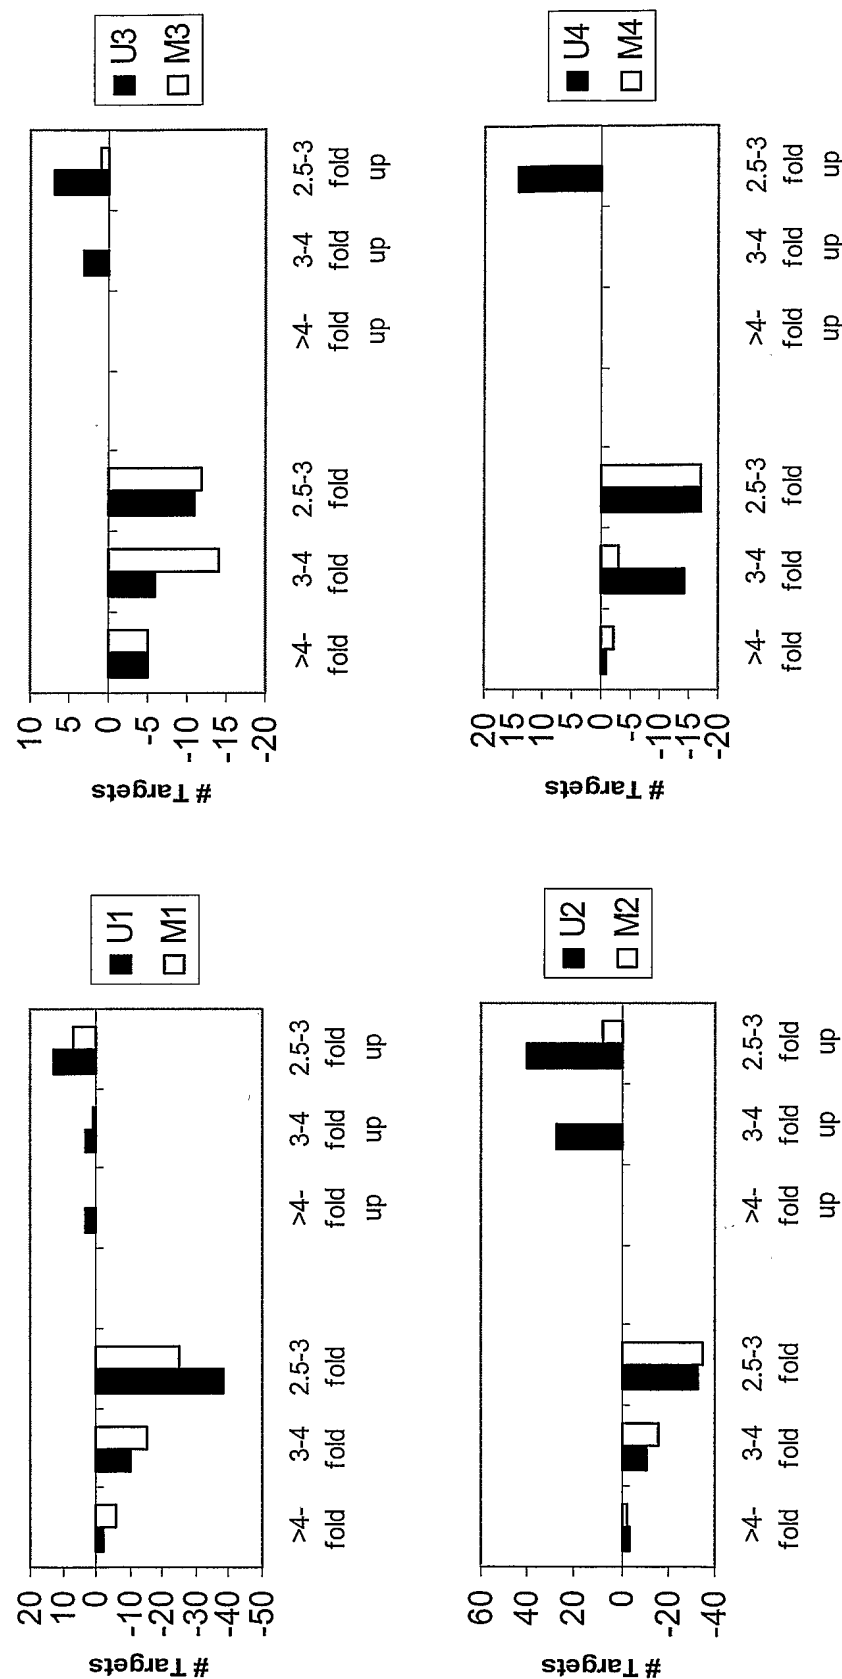 # Targets
20
10
0
-10
-20
-30
-40
-50
>4- 3-4 2.5-3 >4- 3-4 2.5-3
fold fold fold fold fold fold
up up up
U1
M1
# Targets
10
5
0
-5
-10
-15
-20
>4- 3-4 2.5-3 >4- 3-4 2.5-3
fold fold fold fold fold fold
up up up
U3
M3
# Targets
60
40
20
0
-20
-40
>4- 3-4 2.5-3 >4- 3-4 2.5-3
fold fold fold fold fold fold
up up up
U2
M2
# Targets
20
15
10
5
0
-5
-10
-15
-20
>4- 3-4 2.5-3 >4- 3-4 2.5-3
fold fold fold fold fold fold
up up up
U4
M4